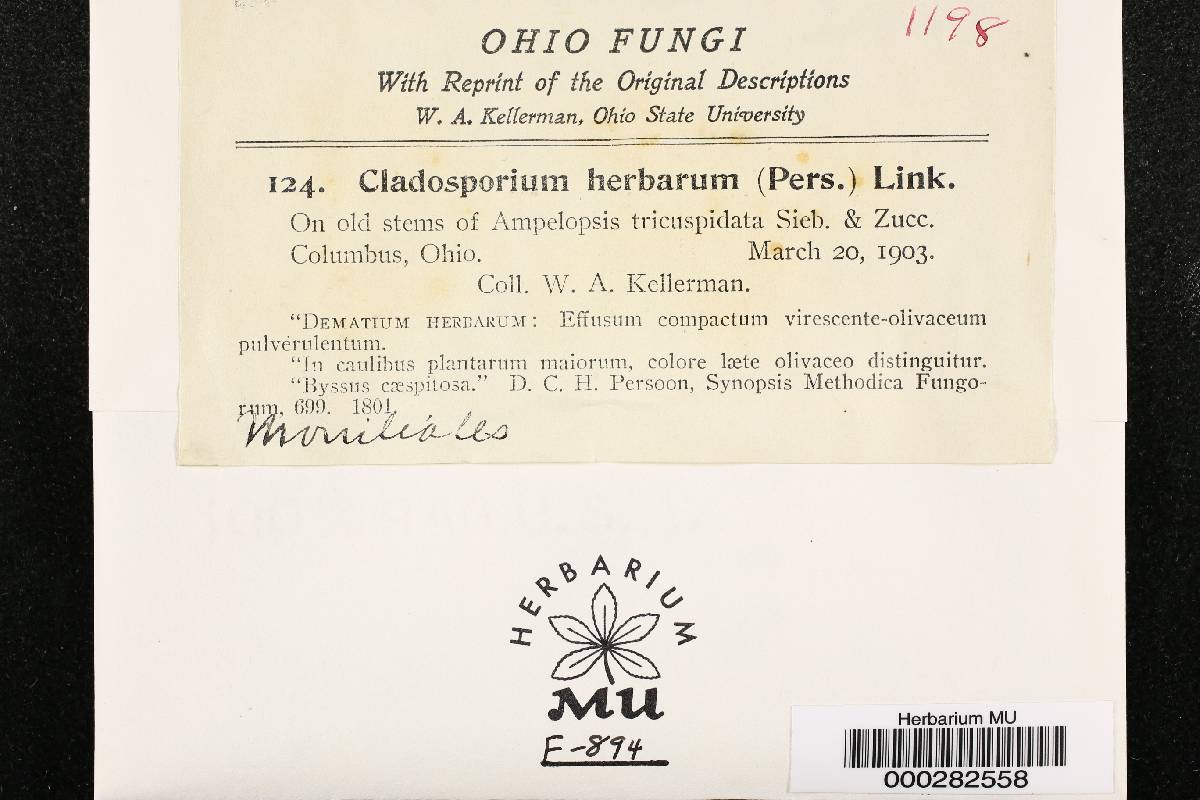 1198
OHIO FUNGI
With Reprint of the Original Descriptions
W. A. Kellerman, Ohio State University
124. Cladosporium herbarum (Pers.) Link.
On old stems of Ampelopsis tricuspidata Sieb. & Zucc.
Columbus, Ohio. March 20, 1903.
Coll. W. A. Kellerman.
"DEMATIUM HERBARUM: Effusum compactum virescente-olivaceum
pulverulentum.
"In caulibus plantarum maiorum, colore læte olivaceo distinguitur.
"Byssus cæspitosa." D. C. H. Persoon, Synopsis Methodica Fungo-
rum, 699. 1801
Moniliales
HERBARIUM
MU
F-894
Herbarium MU
000282558